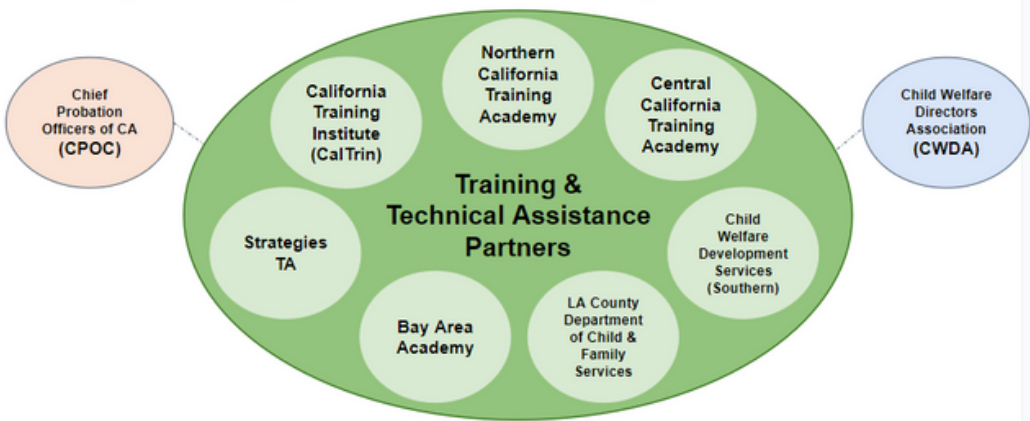 Chief
Probation
Officers of CA
(CPOC)
California
Training
Institute
(CalTrin)
Northern
California
Training
Academy
Central
California
Training
Academy
Child Welfare
Directors
Association
(CWDA)
Training &
Technical Assistance
Partners
Strategies
TA
Child
Welfare
Development
Services
(Southern)
Bay Area
Academy
LA County
Department
of Child &
Family
Services